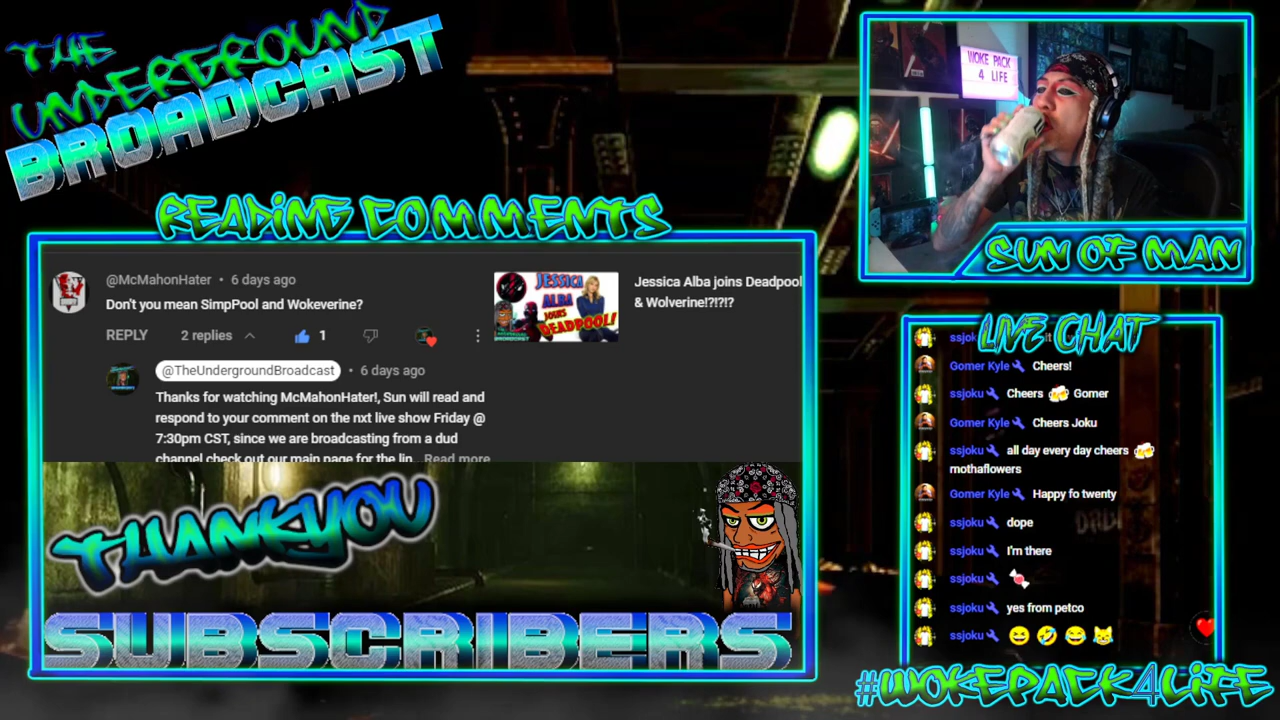 THE
UNDERGROUND
BROADCAST
READING COMMENTS
@McMahonHater • 6 days ago
Don't you mean SimpPool and Wokeverine?
REPLY 2 replies 1
JESSICA
ALBA
JOINS
DEADPOOL!
Jessica Alba joins Deadpool
& Wolverine!?!?!?
@TheUndergroundBroadcast • 6 days ago
Thanks for watching McMahonHater!, Sun will read and
respond to your comment on the nxt live show Friday @
7:30pm CST, since we are broadcasting from a dud
channel check out our main page for the lin... Read more
THANKYOU
SUBSCRIBERS
WOKE PACK
4 LIFE
SUN OF MAN
LIVE CHAT
ssjoku
Gomer Kyle Cheers!
ssjoku Cheers 🍻 Gomer
Gomer Kyle Cheers Joku
ssjoku all day every day cheers 🍻
mothaflowers
Gomer Kyle Happy fo twenty
ssjoku dope
ssjoku I'm there
ssjoku 🍬
ssjoku yes from petco
ssjoku 😆 🤣 😂 😹
#WOKEPACK4LIFE